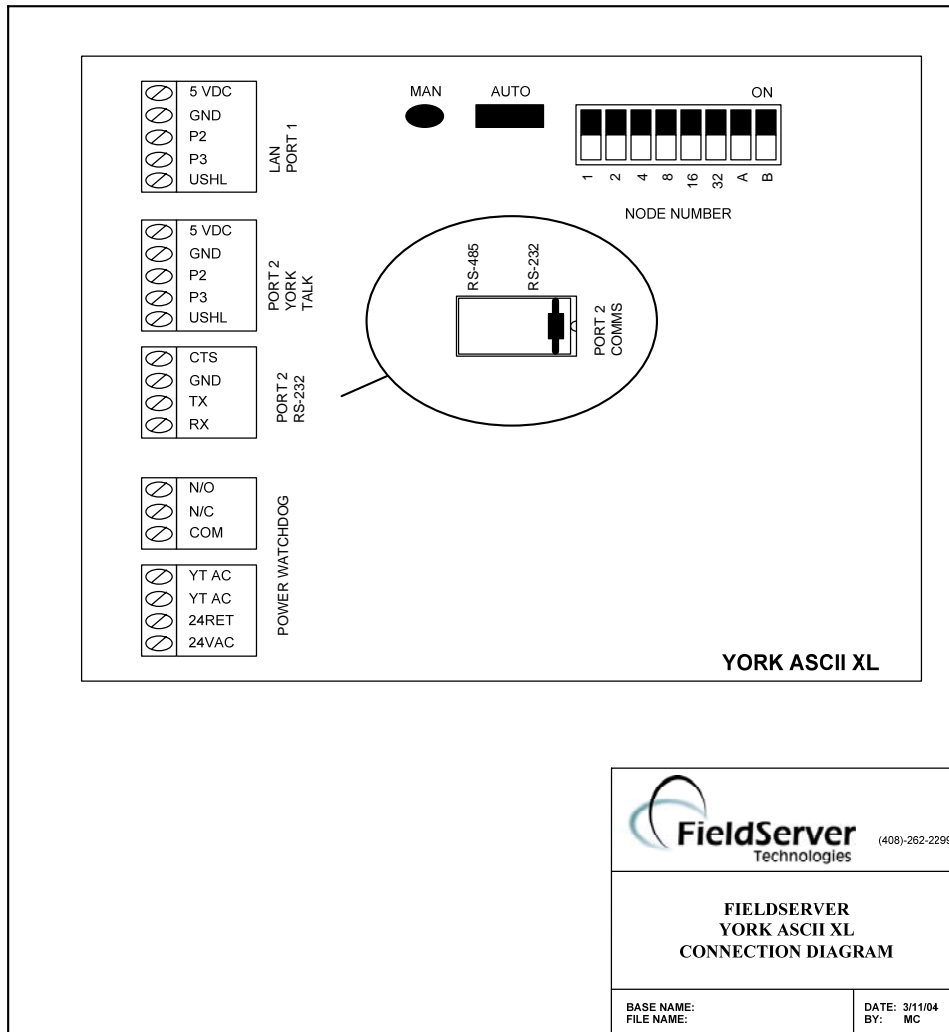 5 VDC
GND
P2
P3
USHL
LAN
PORT 1
MAN
AUTO
ON
1
2
4
8
16
32
A
B
NODE NUMBER
5 VDC
GND
P2
P3
USHL
PORT 2
YORK
TALK
RS-485
RS-232
PORT 2
COMMS
CTS
GND
TX
RX
PORT 2
RS-232
N/O
N/C
COM
YT AC
YT AC
24RET
24VAC
POWER WATCHDOG
YORK ASCII XL
FieldServer
Technologies
(408)-262-2299
FIELDSERVER
YORK ASCII XL
CONNECTION DIAGRAM
BASE NAME:
FILE NAME:
DATE: 3/11/04
BY: MC